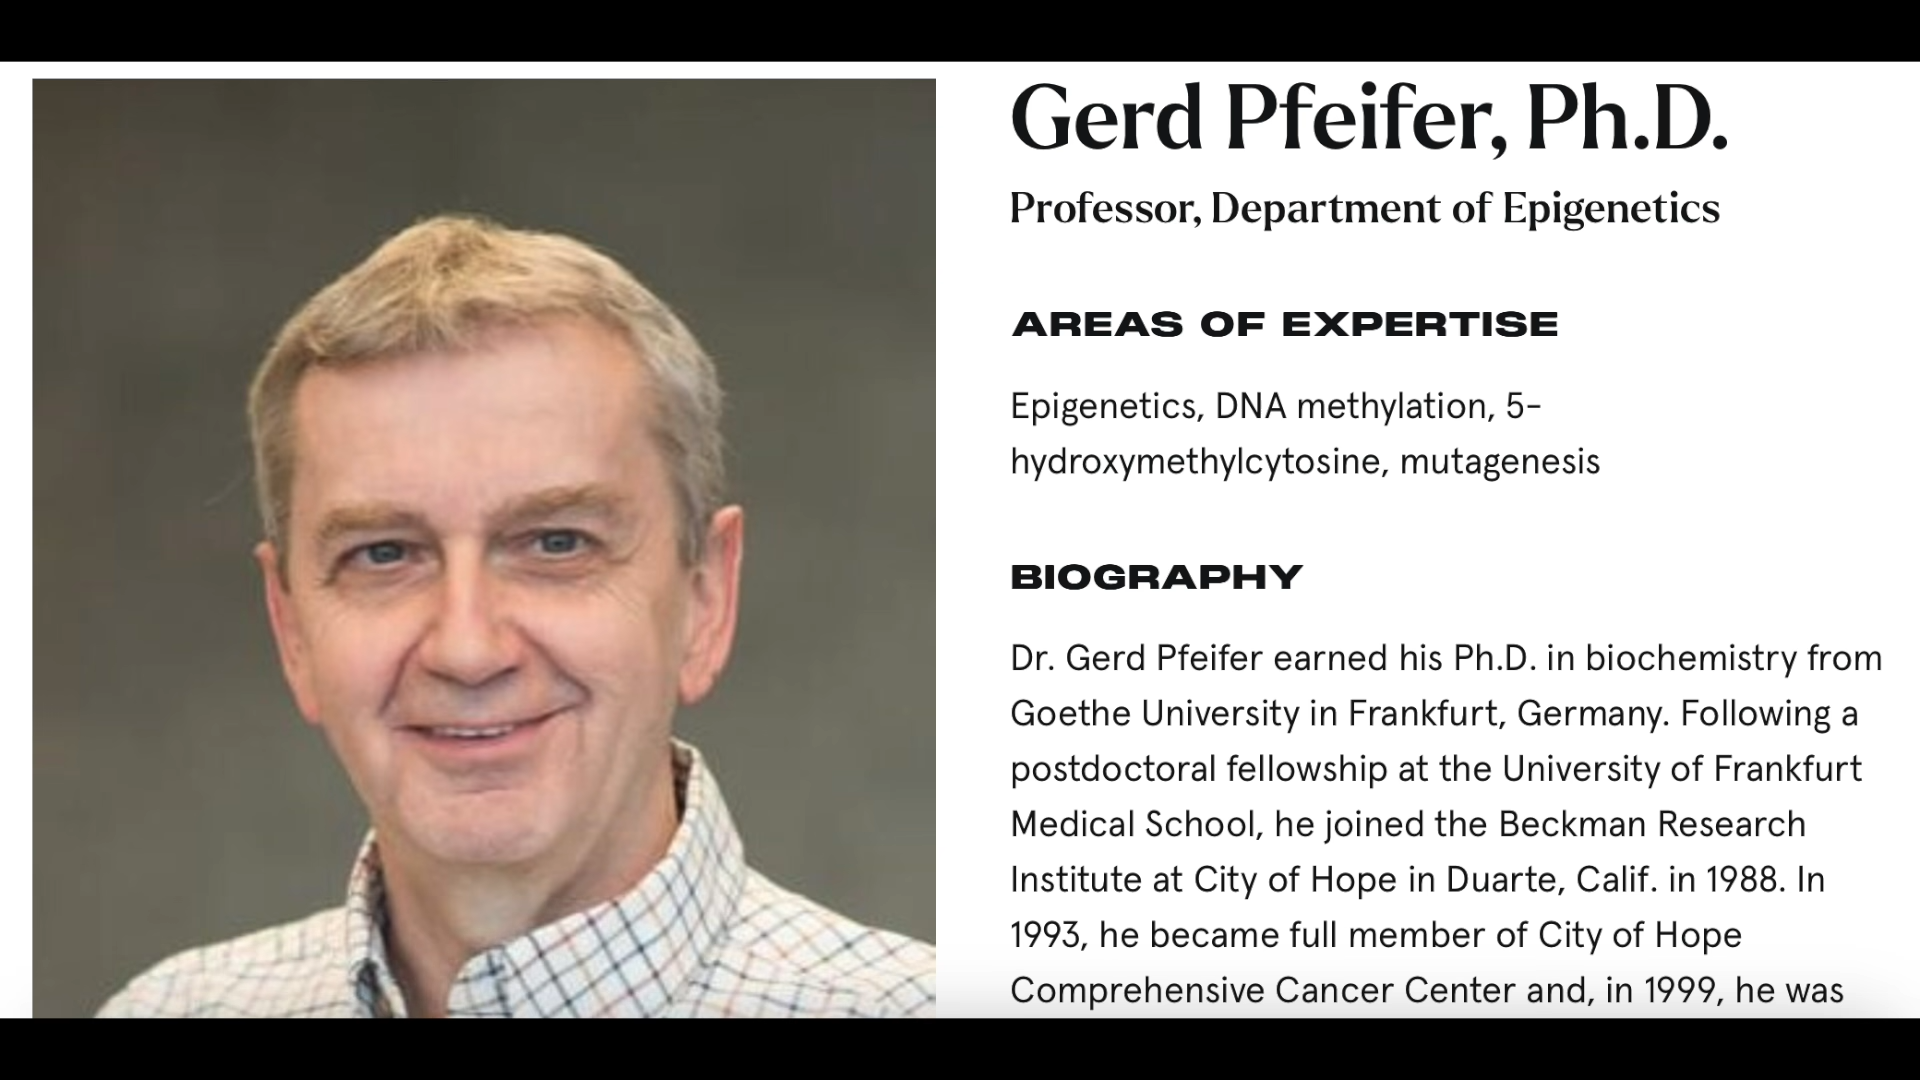 Gerd Pfeifer, Ph.D.
Professor, Department of Epigenetics
AREAS OF EXPERTISE
Epigenetics, DNA methylation, 5-
hydroxymethylcytosine, mutagenesis
BIOGRAPHY
Dr. Gerd Pfeifer earned his Ph.D. in biochemistry from
Goethe University in Frankfurt, Germany. Following a
postdoctoral fellowship at the University of Frankfurt
Medical School, he joined the Beckman Research
Institute at City of Hope in Duarte, Calif. in 1988. In
1993, he became full member of City of Hope
Comprehensive Cancer Center and, in 1999, he was